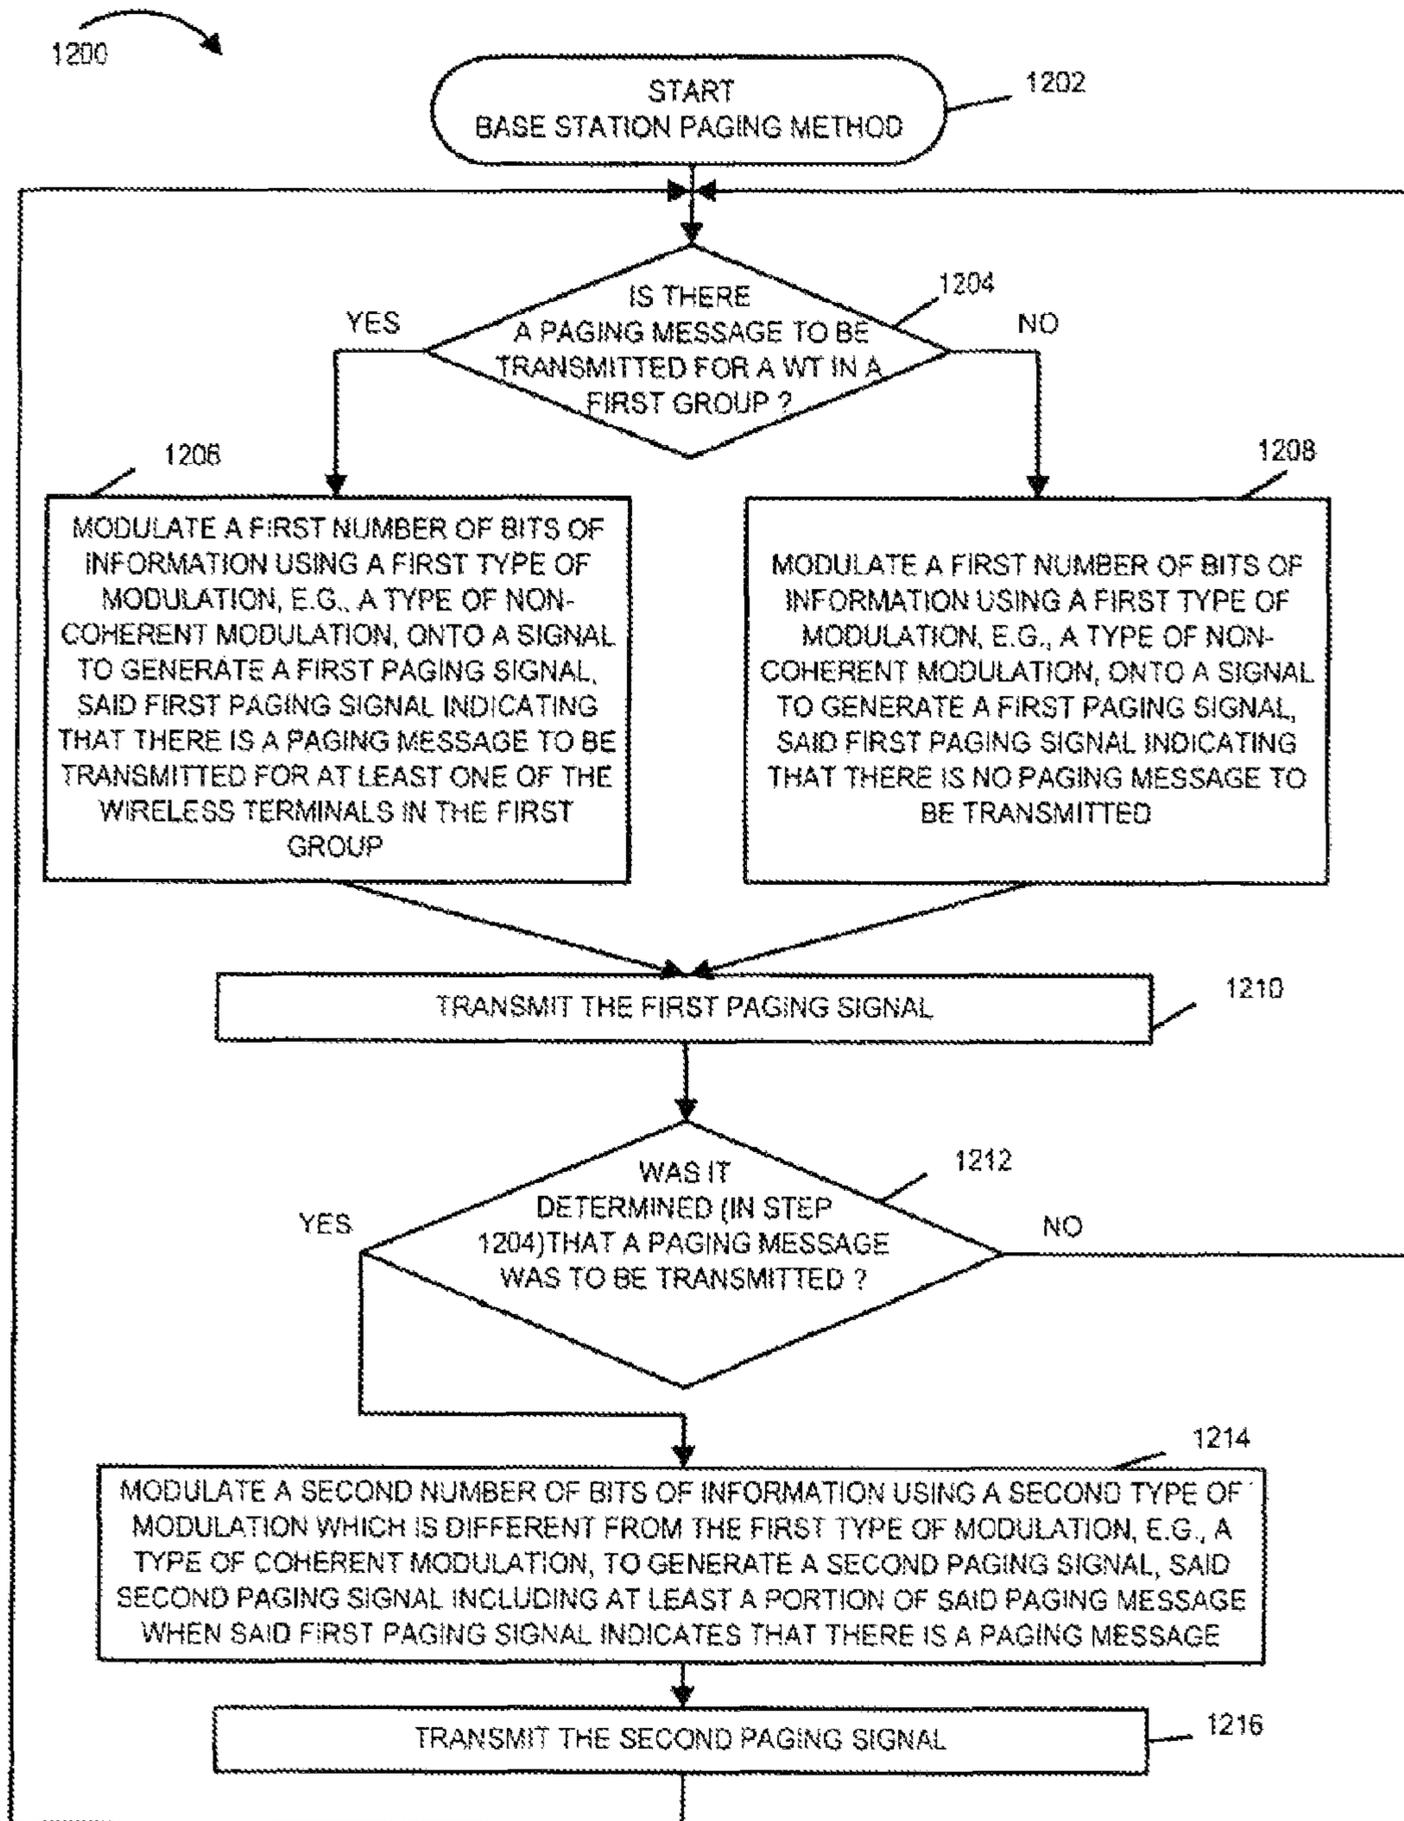 1200
START
BASE STATION PAGING METHOD
1202
IS THERE
A PAGING MESSAGE TO BE
TRANSMITTED FOR A WT IN A
FIRST GROUP ?
1204
YES
NO
1206
MODULATE A FIRST NUMBER OF BITS OF
INFORMATION USING A FIRST TYPE OF
MODULATION, E.G., A TYPE OF NON-
COHERENT MODULATION, ONTO A SIGNAL
TO GENERATE A FIRST PAGING SIGNAL,
SAID FIRST PAGING SIGNAL INDICATING
THAT THERE IS A PAGING MESSAGE TO BE
TRANSMITTED FOR AT LEAST ONE OF THE
WIRELESS TERMINALS IN THE FIRST
GROUP
1208
MODULATE A FIRST NUMBER OF BITS OF
INFORMATION USING A FIRST TYPE OF
MODULATION, E.G., A TYPE OF NON-
COHERENT MODULATION, ONTO A SIGNAL
TO GENERATE A FIRST PAGING SIGNAL,
SAID FIRST PAGING SIGNAL INDICATING
THAT THERE IS NO PAGING MESSAGE TO
BE TRANSMITTED
TRANSMIT THE FIRST PAGING SIGNAL
1210
WAS IT
DETERMINED (IN STEP
1204)THAT A PAGING MESSAGE
WAS TO BE TRANSMITTED ?
1212
YES
NO
1214
MODULATE A SECOND NUMBER OF BITS OF INFORMATION USING A SECOND TYPE OF
MODULATION WHICH IS DIFFERENT FROM THE FIRST TYPE OF MODULATION, E.G., A
TYPE OF COHERENT MODULATION, TO GENERATE A SECOND PAGING SIGNAL, SAID
SECOND PAGING SIGNAL INCLUDING AT LEAST A PORTION OF SAID PAGING MESSAGE
WHEN SAID FIRST PAGING SIGNAL INDICATES THAT THERE IS A PAGING MESSAGE
TRANSMIT THE SECOND PAGING SIGNAL
1216